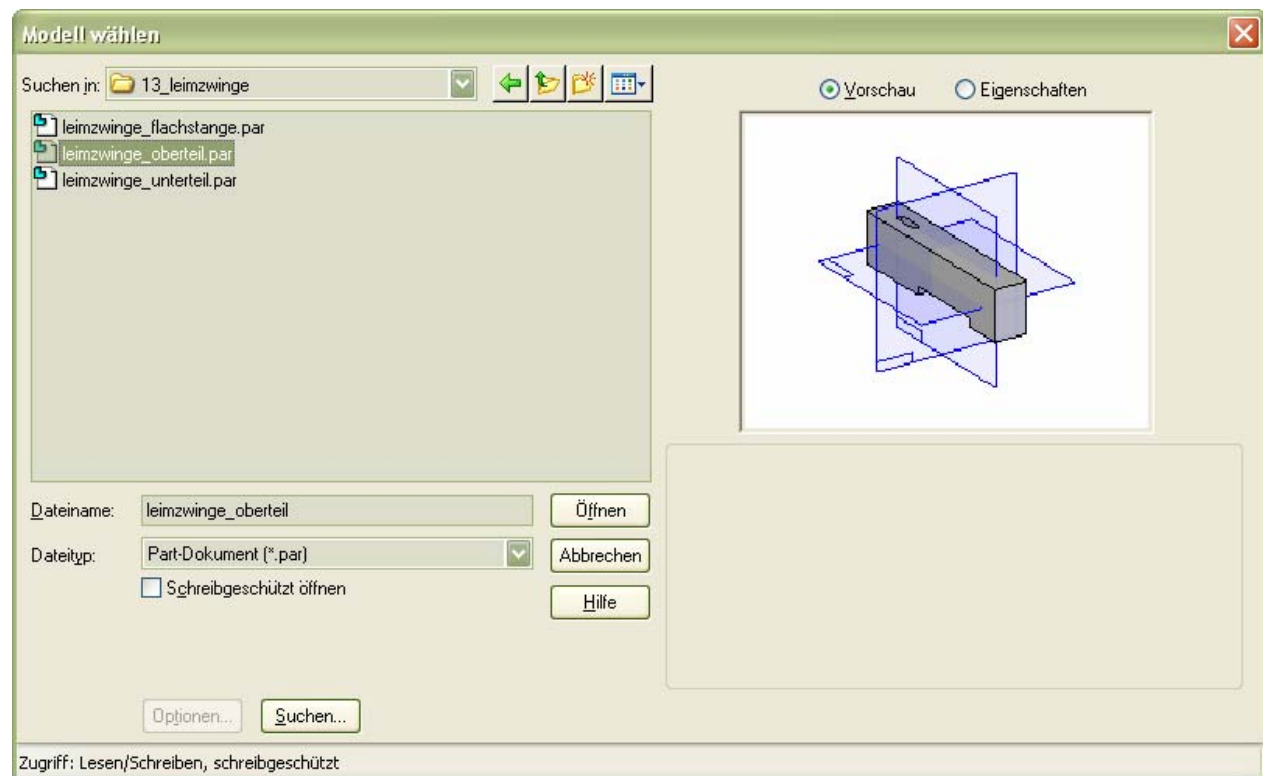 Modell wählen
Suchen in: 13_leimzwinge
Vorschau Eigenschaften
leimzwinge_flachstange.par
leimzwinge_oberteil.par
leimzwinge_unterteil.par
Dateiname: leimzwinge_oberteil Öffnen
Dateityp: Part-Dokument (*.par) Abbrechen
Schreibgeschützt öffnen
Hilfe
Optionen... Suchen...
Zugriff: Lesen/Schreiben, schreibgeschützt